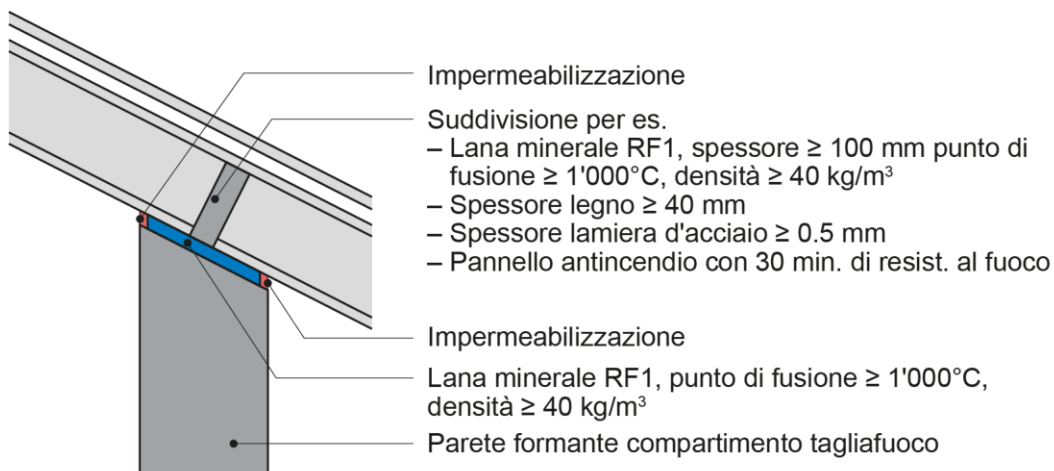 Impermeabilizzazione
Suddivisione per es.
– Lana minerale RF1, spessore ≥ 100 mm punto di
fusione ≥ 1'000°C, densità ≥ 40 kg/m³
– Spessore legno ≥ 40 mm
– Spessore lamiera d'acciaio ≥ 0.5 mm
– Pannello antincendio con 30 min. di resist. al fuoco
Impermeabilizzazione
Lana minerale RF1, punto di fusione ≥ 1'000°C,
densità ≥ 40 kg/m³
Parete formante compartimento tagliafuoco